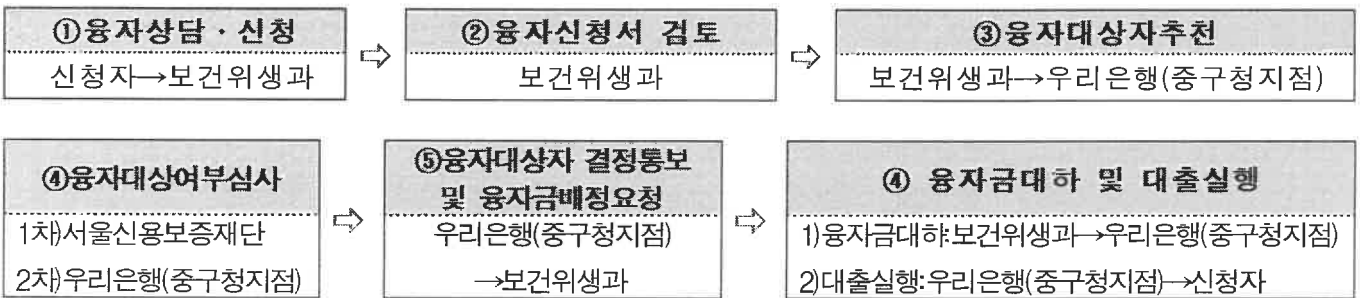 ①융자상담 · 신청
신청자→보건위생과
⇨
②융자신청서 검토
보건위생과
⇨
③융자대상자추천
보건위생과→우리은행(중구청지점)
④융자대상여부심사
1차)서울신용보증재단
2차)우리은행(중구청지점)
⇨
⑤융자대상자 결정통보
및 융자금배정요청
우리은행(중구청지점)
→보건위생과
⇨
④ 융자금대하 및 대출실행
1)융자금대하:보건위생과→우리은행(중구청지점)
2)대출실행:우리은행(중구청지점)→신청자